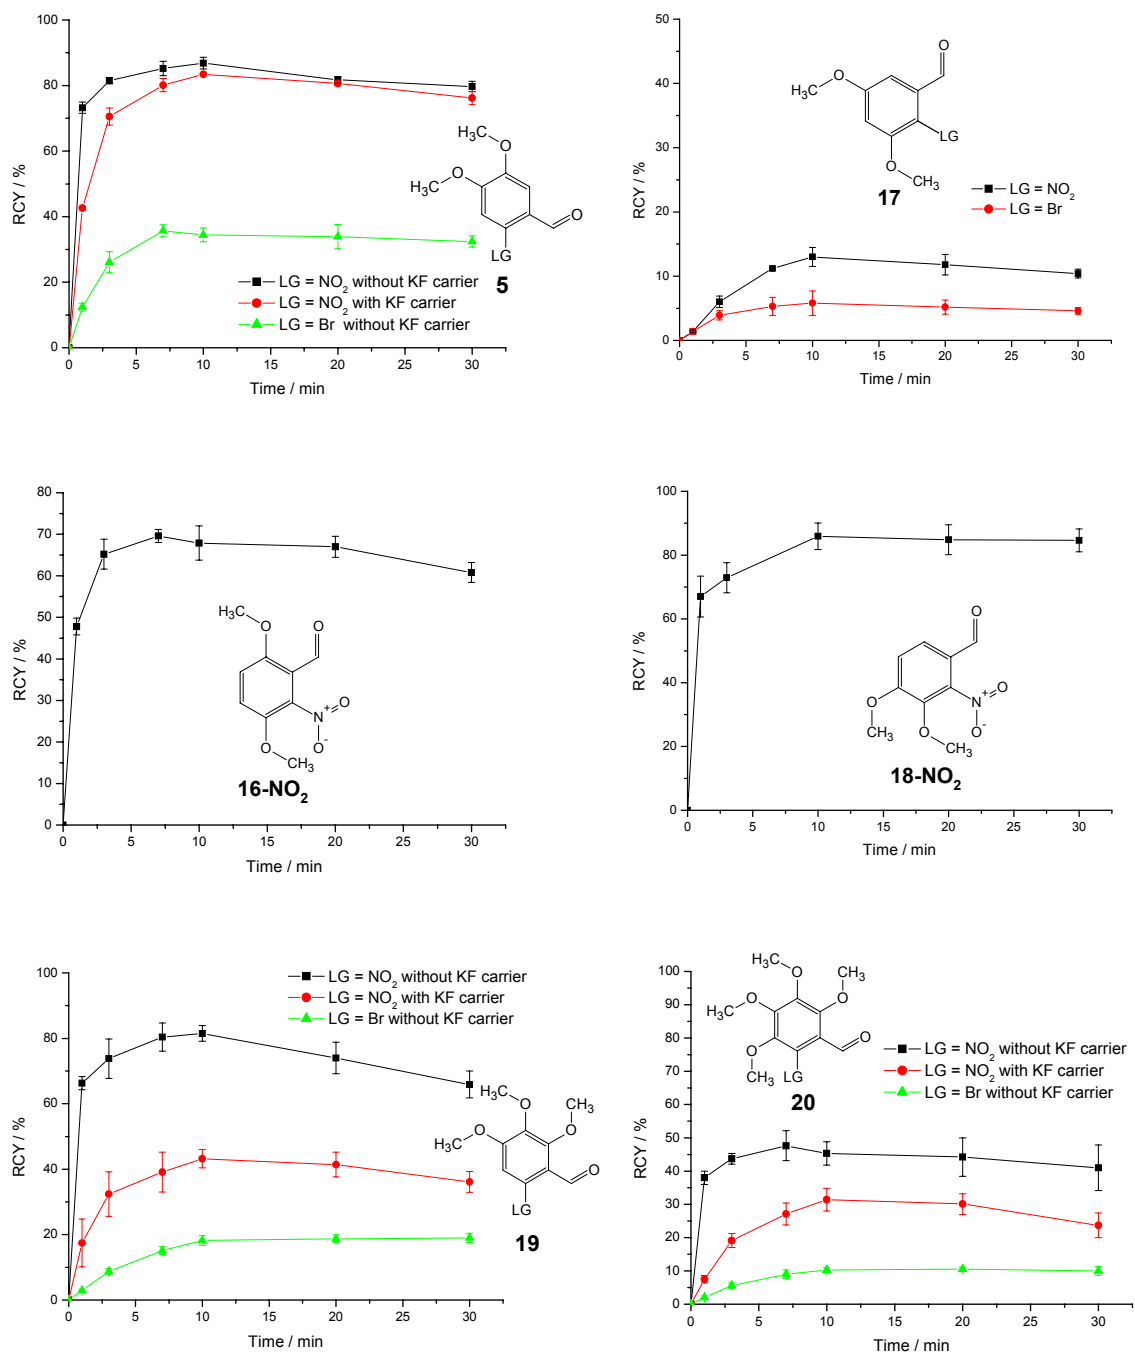 100
80
60
40
20
0
RCY / %
0 5 10 15 20 25 30
Time / min
LG = NO2 without KF carrier
LG = NO2 with KF carrier
LG = Br without KF carrier
H3C
O
H3C
O
O
LG
5
50
40
30
20
10
0
RCY / %
0 5 10 15 20 25 30
Time / min
O
O
H3C
LG
O
CH3
17
LG = NO2
LG = Br
80
70
60
50
40
30
20
10
0
RCY / %
0 5 10 15 20 25 30
Time / min
H3C
O
O
N+
O
O-
O
CH3
16-NO2
100
80
60
40
20
0
RCY / %
0 5 10 15 20 25 30
Time / min
O
O
CH3
O
CH3
N+
O
O-
18-NO2
100
80
60
40
20
0
RCY / %
0 5 10 15 20 25 30
Time / min
LG = NO2 without KF carrier
LG = NO2 with KF carrier
LG = Br without KF carrier
O
H3C
CH3
O
H3C
O
O
LG
19
100
90
80
70
60
50
40
30
20
10
0
RCY / %
0 5 10 15 20 25 30
Time / min
H3C
O
CH3
O
H3C
O
O
CH3
O
LG
20
LG = NO2 without KF carrier
LG = NO2 with KF carrier
LG = Br without KF carrier